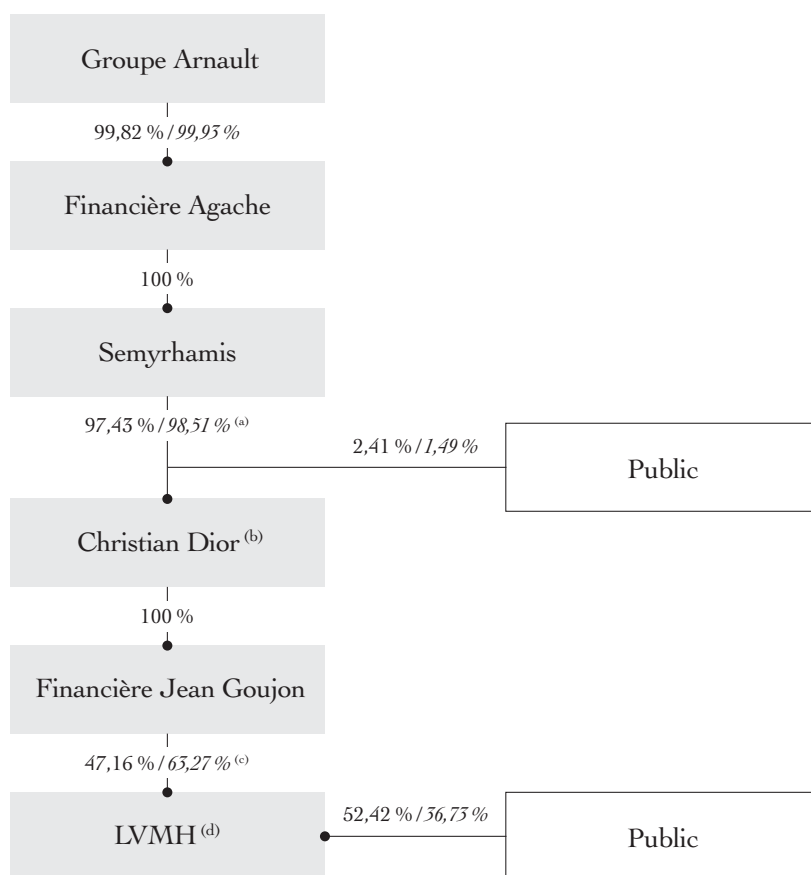 Groupe Arnault
99,82 % / 99,93 %
Financière Agache
100 %
Semyrhamis
97,43 % / 98,51 % (a)
2,41 % / 1,49 %
Public
Christian Dior (b)
100 %
Financière Jean Goujon
47,16 % / 63,27 % (c)
52,42 % / 36,73 %
LVMH (d)
Public